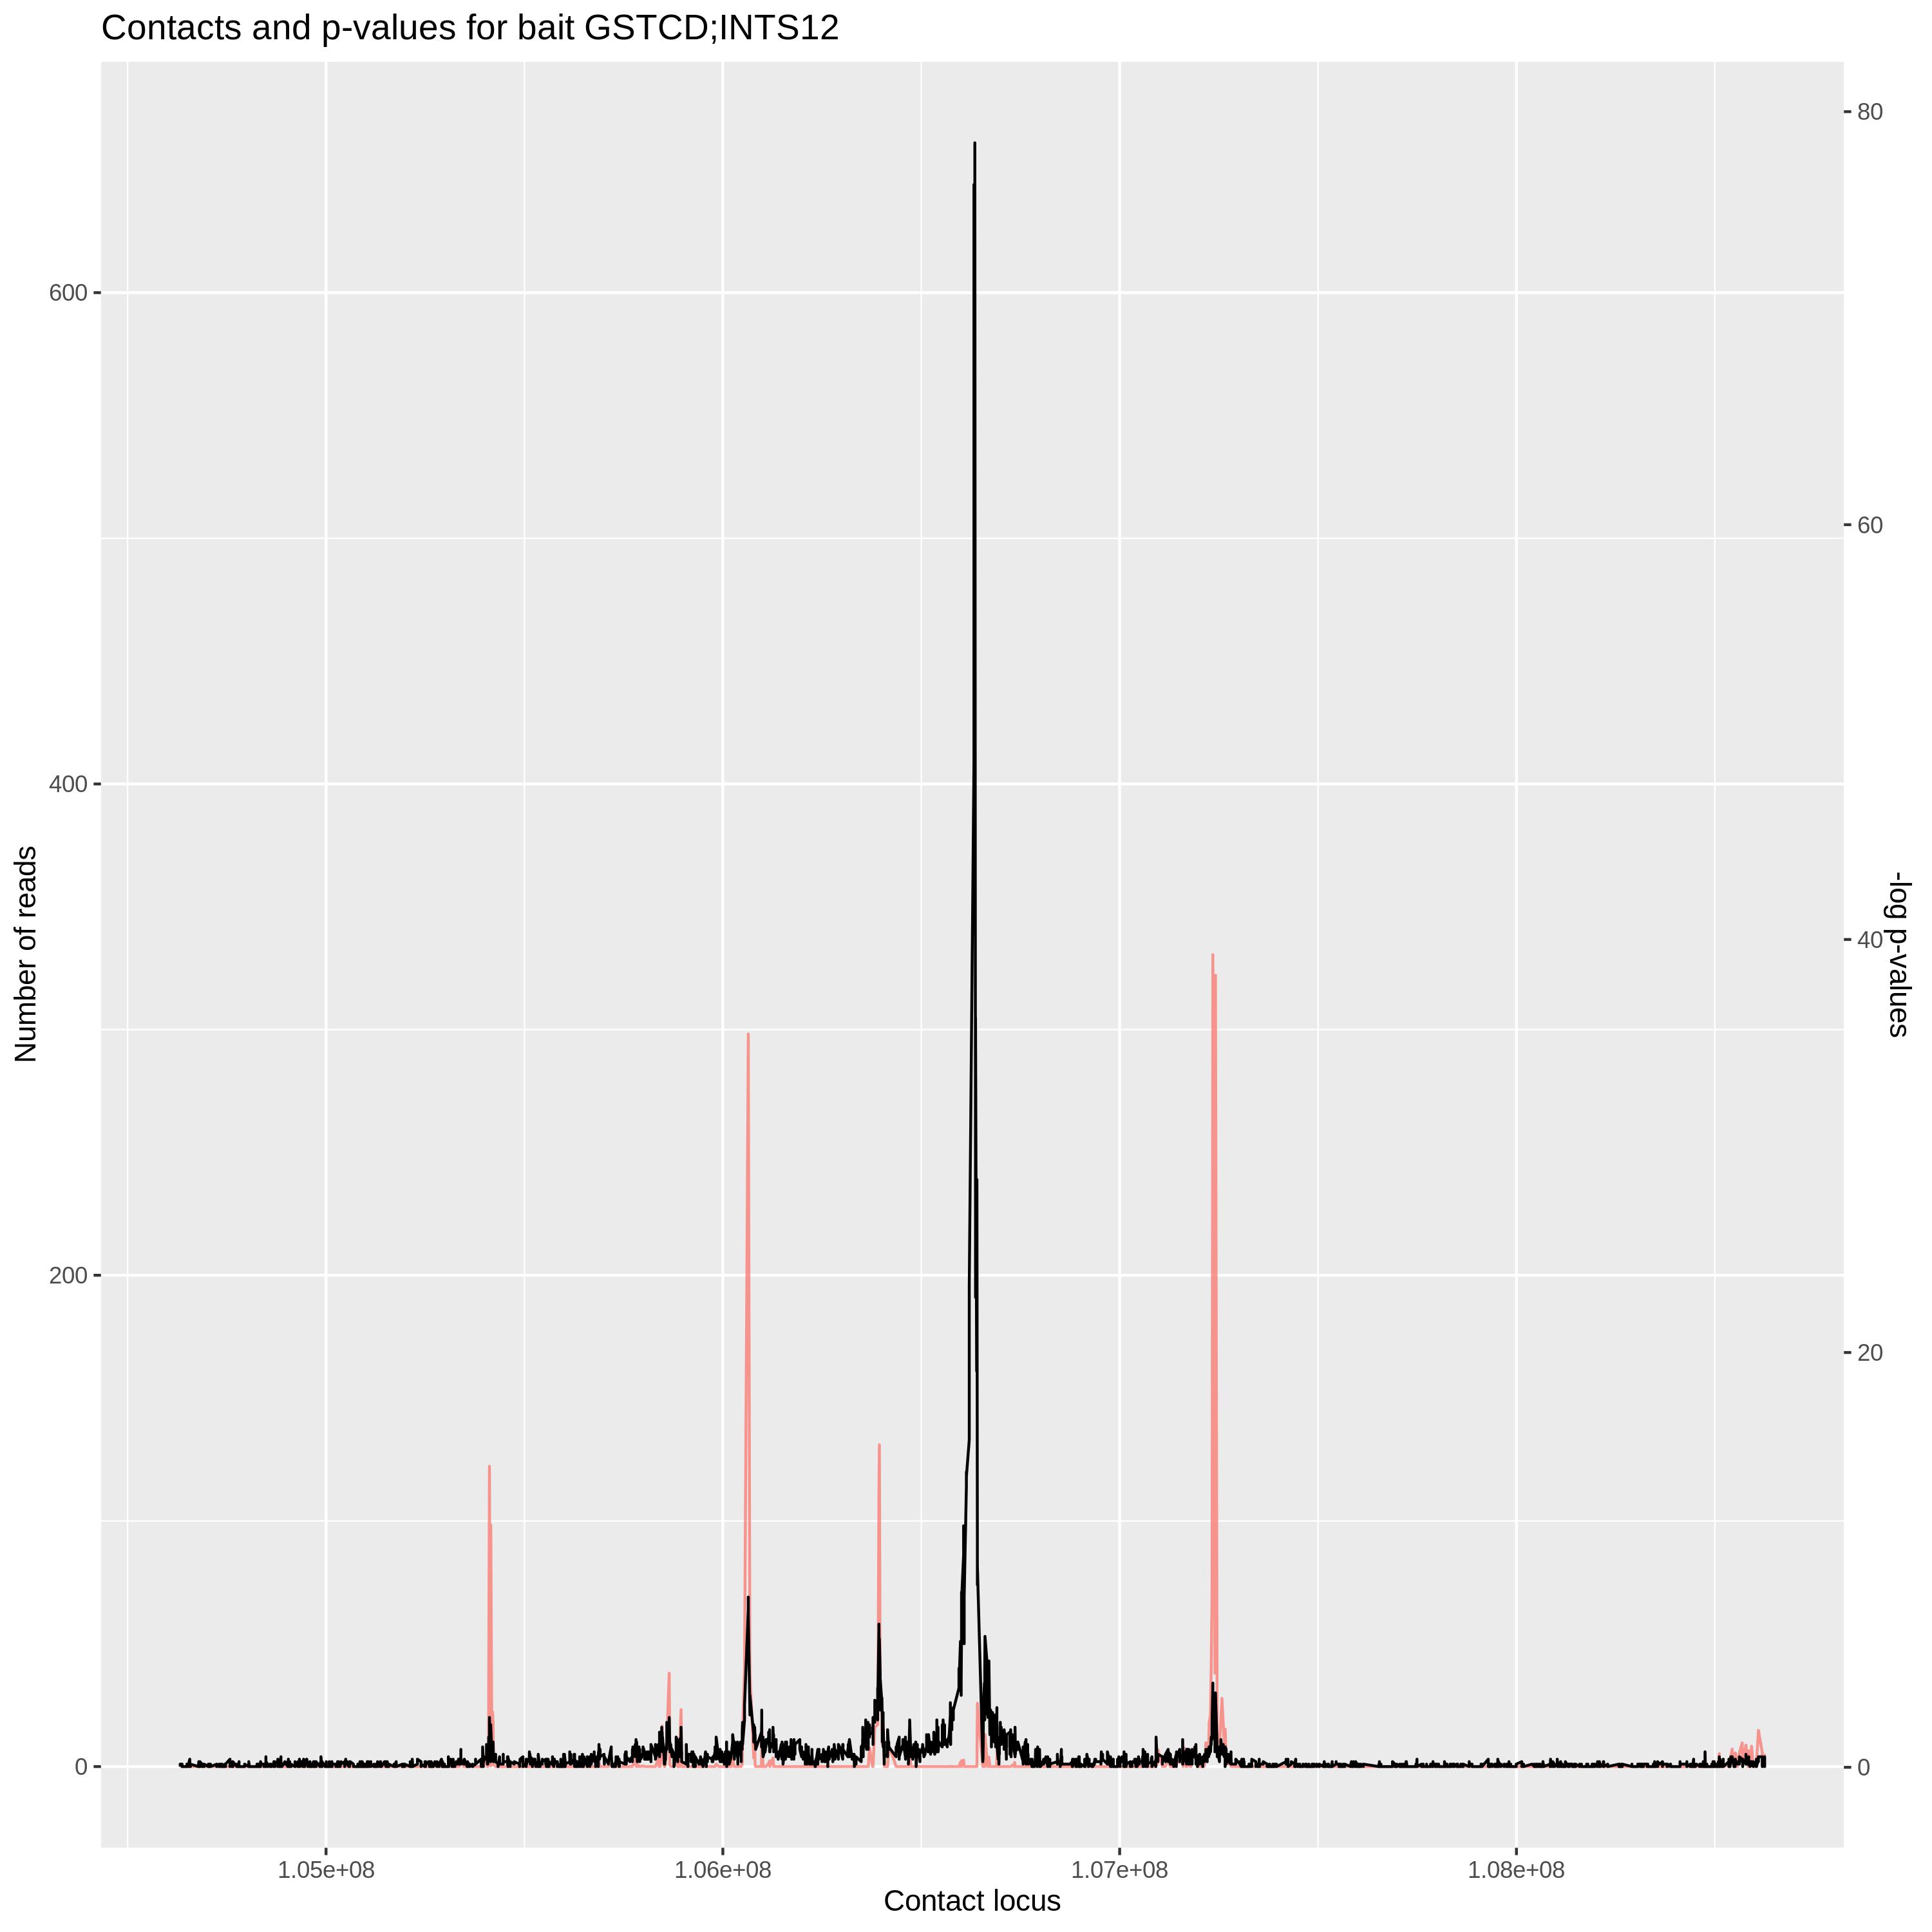 Contacts and p-values for bait GSTCD;INTS12
80
600
60
400
Number of reads
-log p-values
40
200
20
0
0
1.05e+08 1.06e+08 1.07e+08 1.08e+08
Contact locus